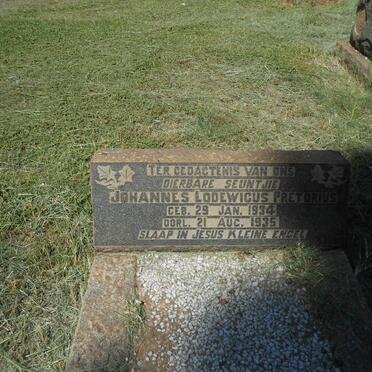 TER GEDAGTENIS VAN ONS
DIERBARE SEUNTJIE
JOHANNES LODEWICUS PRETORIUS
GEB. 29 JAN. 1934
OORL. 21 AUG. 1935
SLAAP IN JESUS KLEINE ENGEL